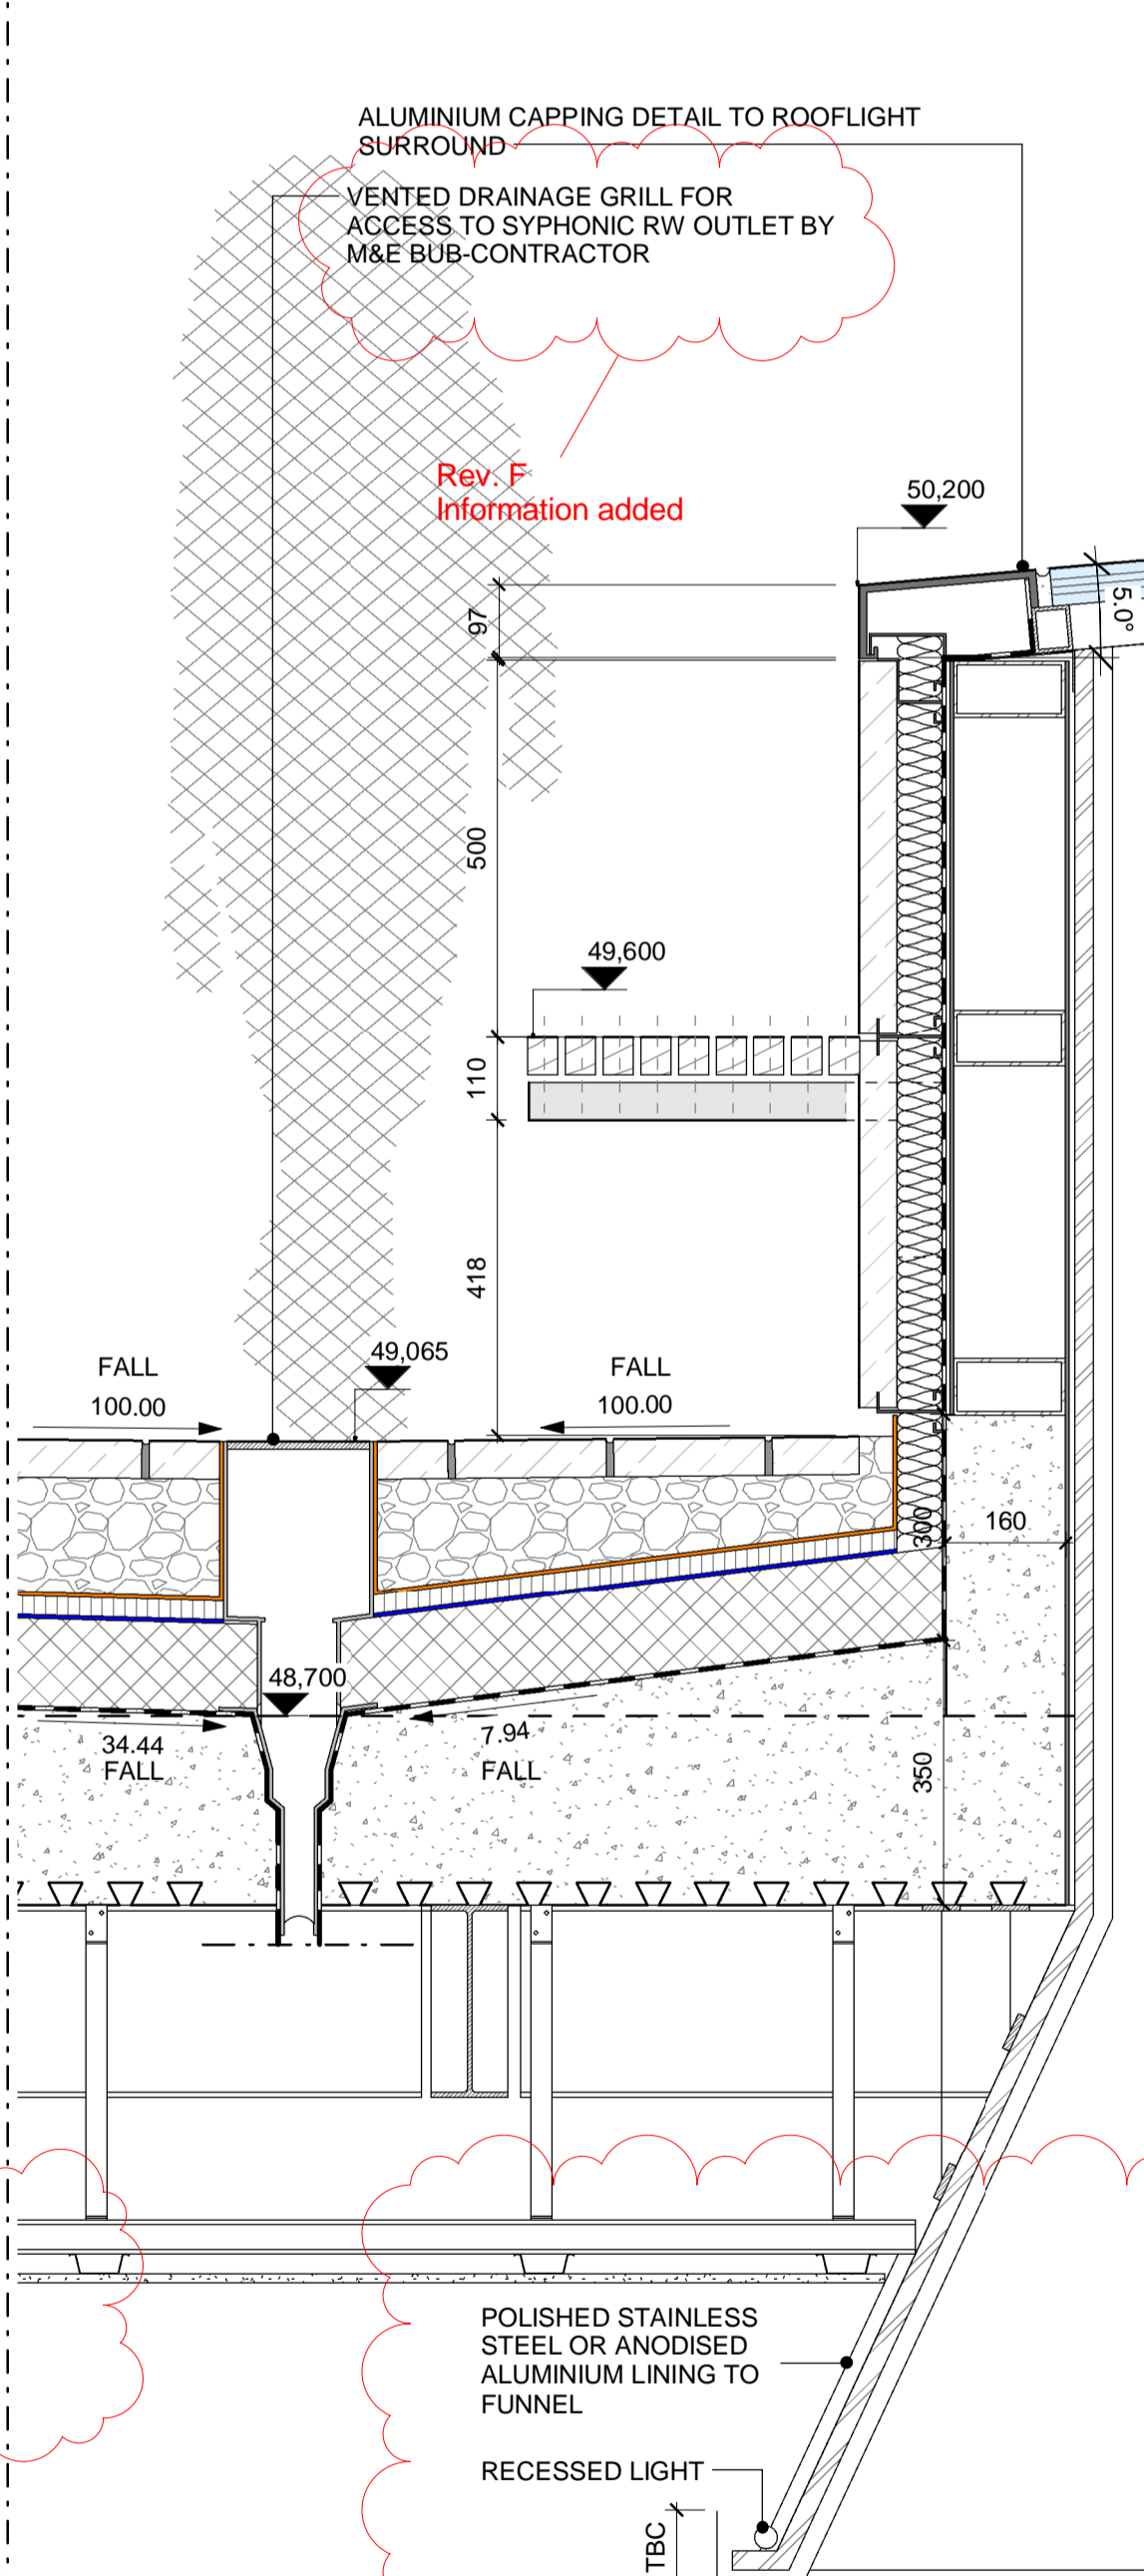 ALUMINIUM CAPPING DETAIL TO ROOFLIGHT
SURROUND
VENTED DRAINAGE GRILL FOR
ACCESS TO SYPHONIC RW OUTLET BY
M&E BUB-CONTRACTOR
Rev. F
Information added
50,200
5.0°
97
500
49,600
110
418
49,065
FALL
100.00
FALL
100.00
300
160
48,700
34.44
FALL
7.94
FALL
350
POLISHED STAINLESS
STEEL OR ANODISED
ALUMINIUM LINING TO
FUNNEL
RECESSED LIGHT
TBC